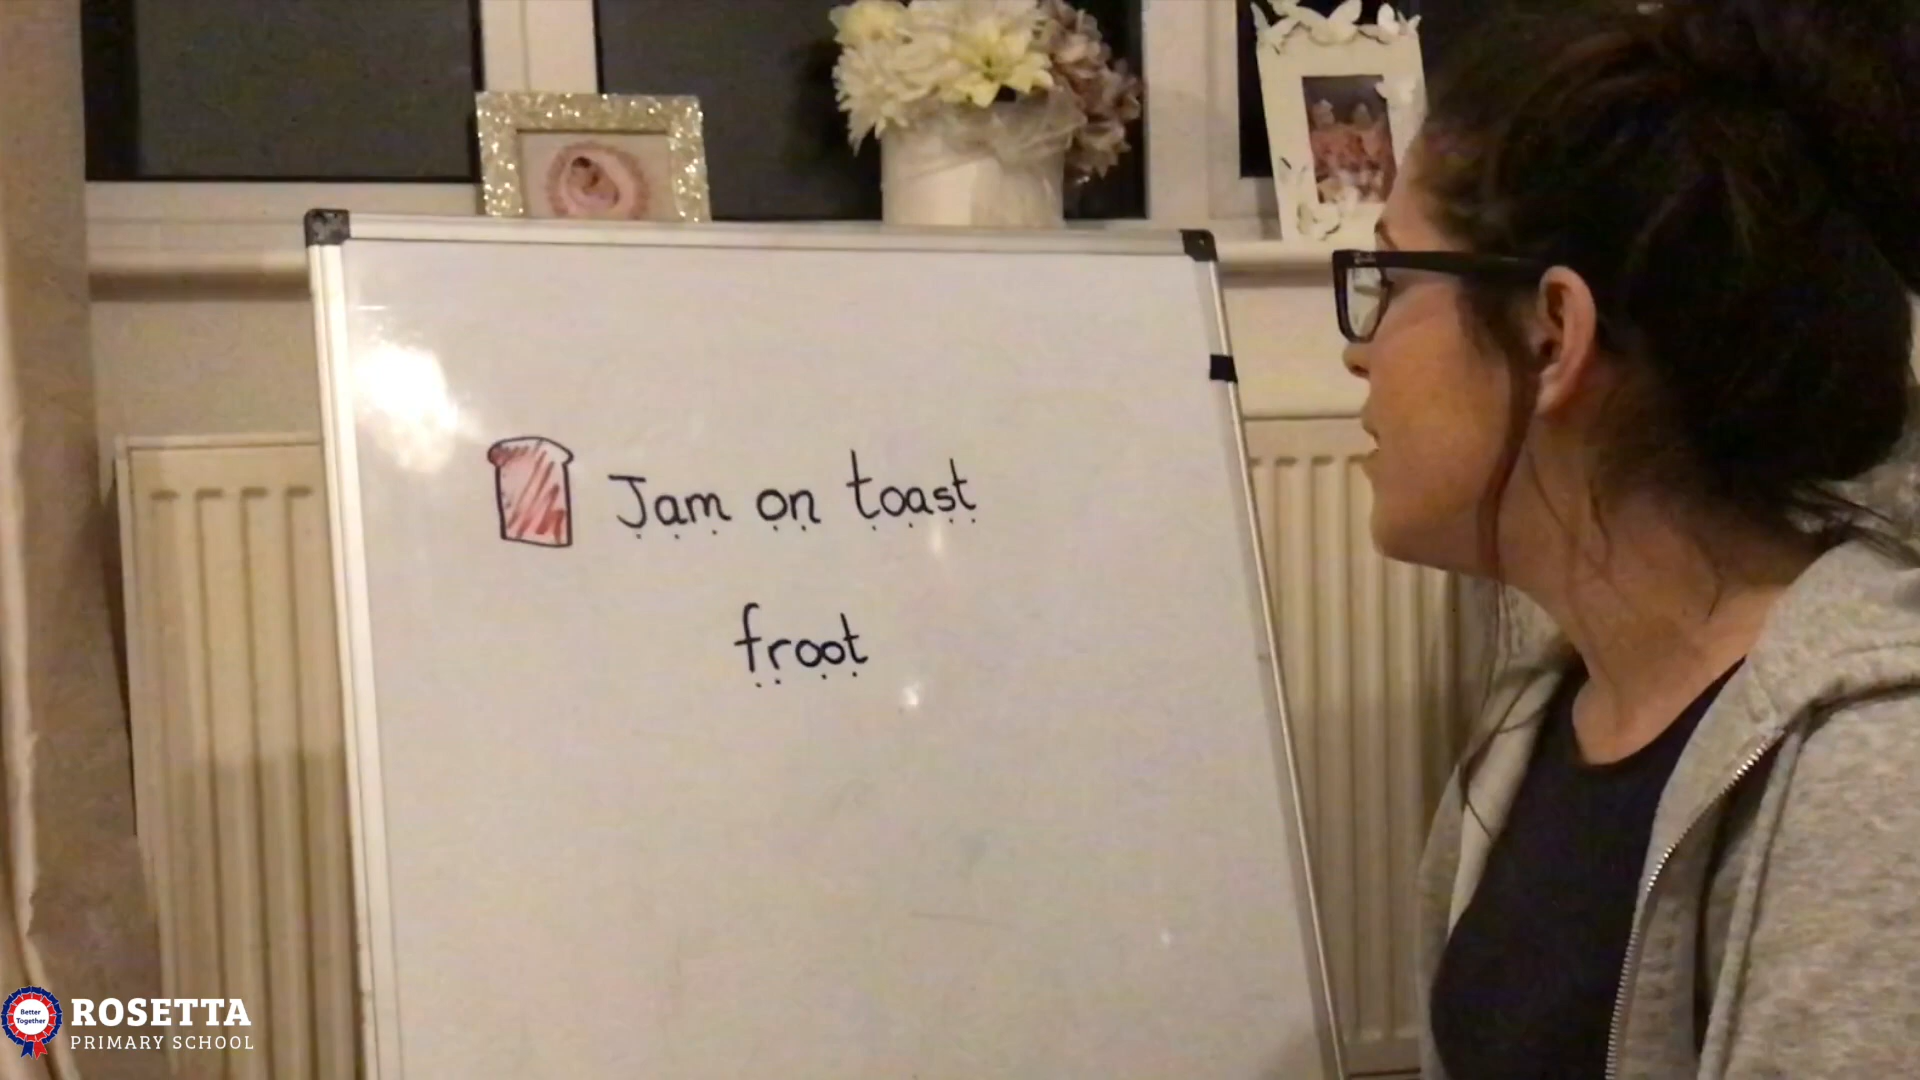 Jam on toast
froot
Better
Together
ROSETTA
PRIMARY SCHOOL